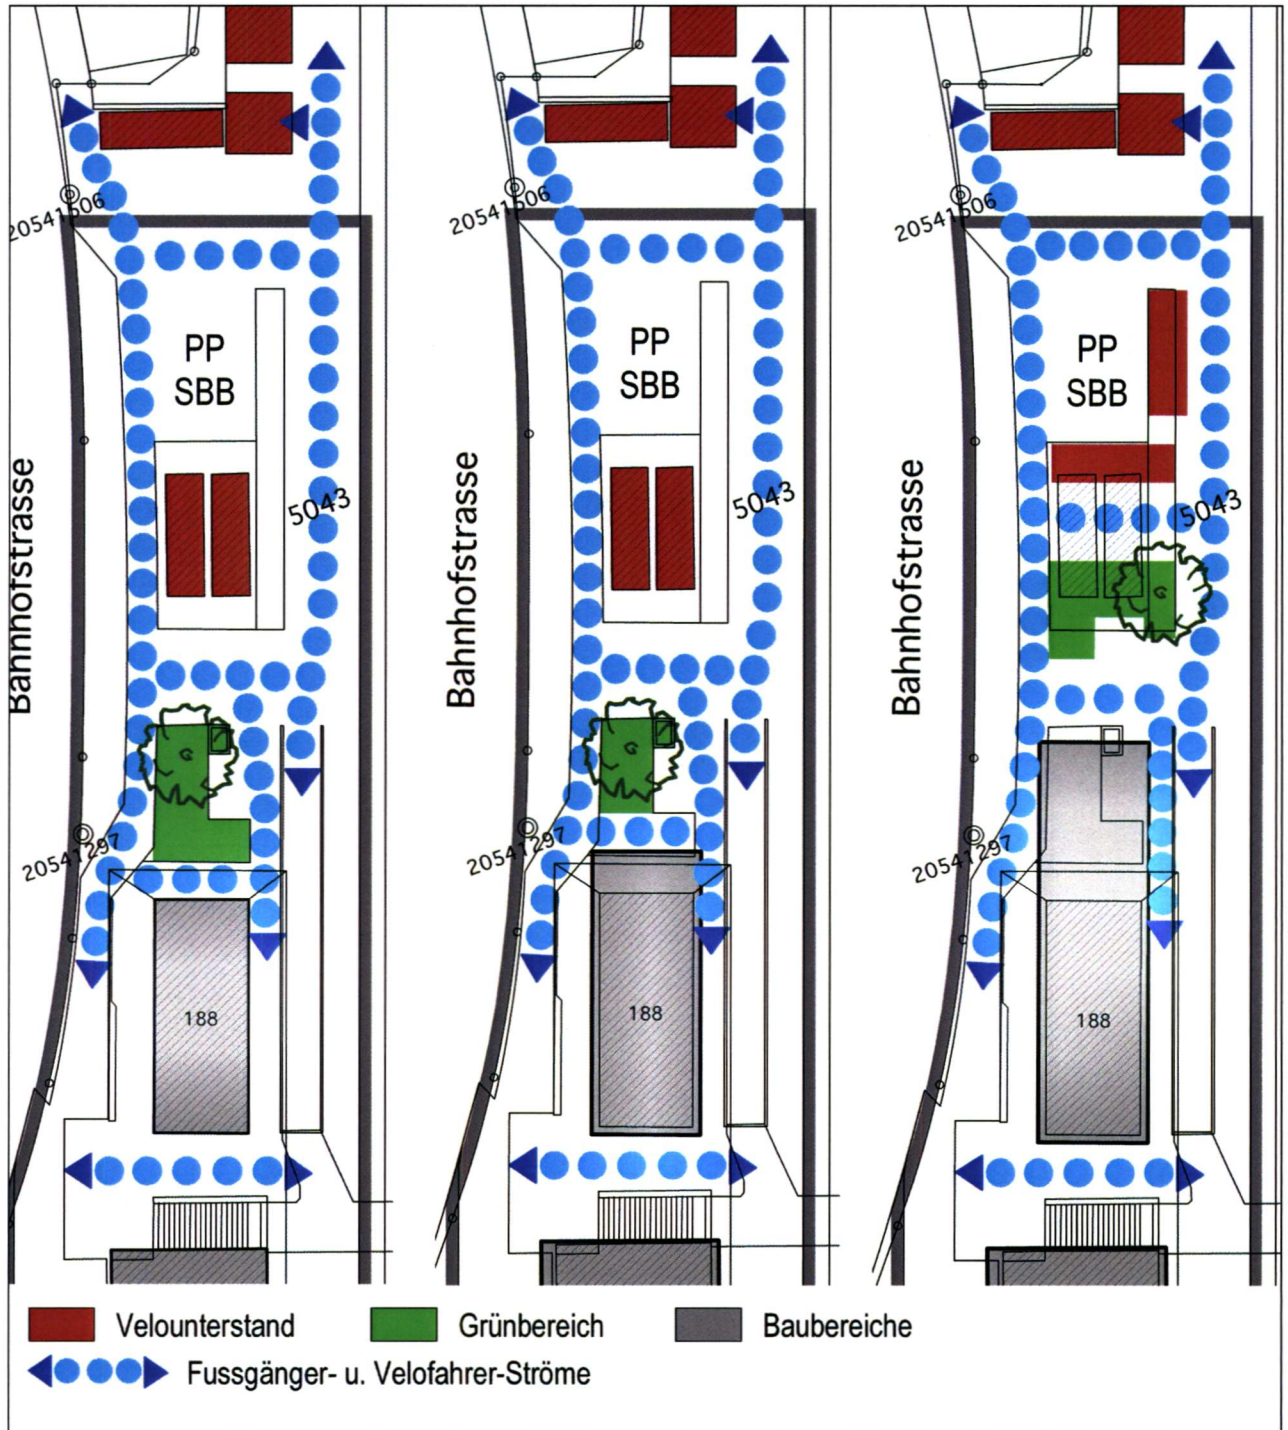 20541506
PP
SBB
Bahnhofstrasse
5043
G
20541297
188
20541506
PP
SBB
Bahnhofstrasse
5043
G
20541297
188
20541506
PP
SBB
Bahnhofstrasse
5043
G
20541297
188
Velounterstand
Grünbereich
Baubereiche
Fussgänger- u. Velofahrer-Ströme